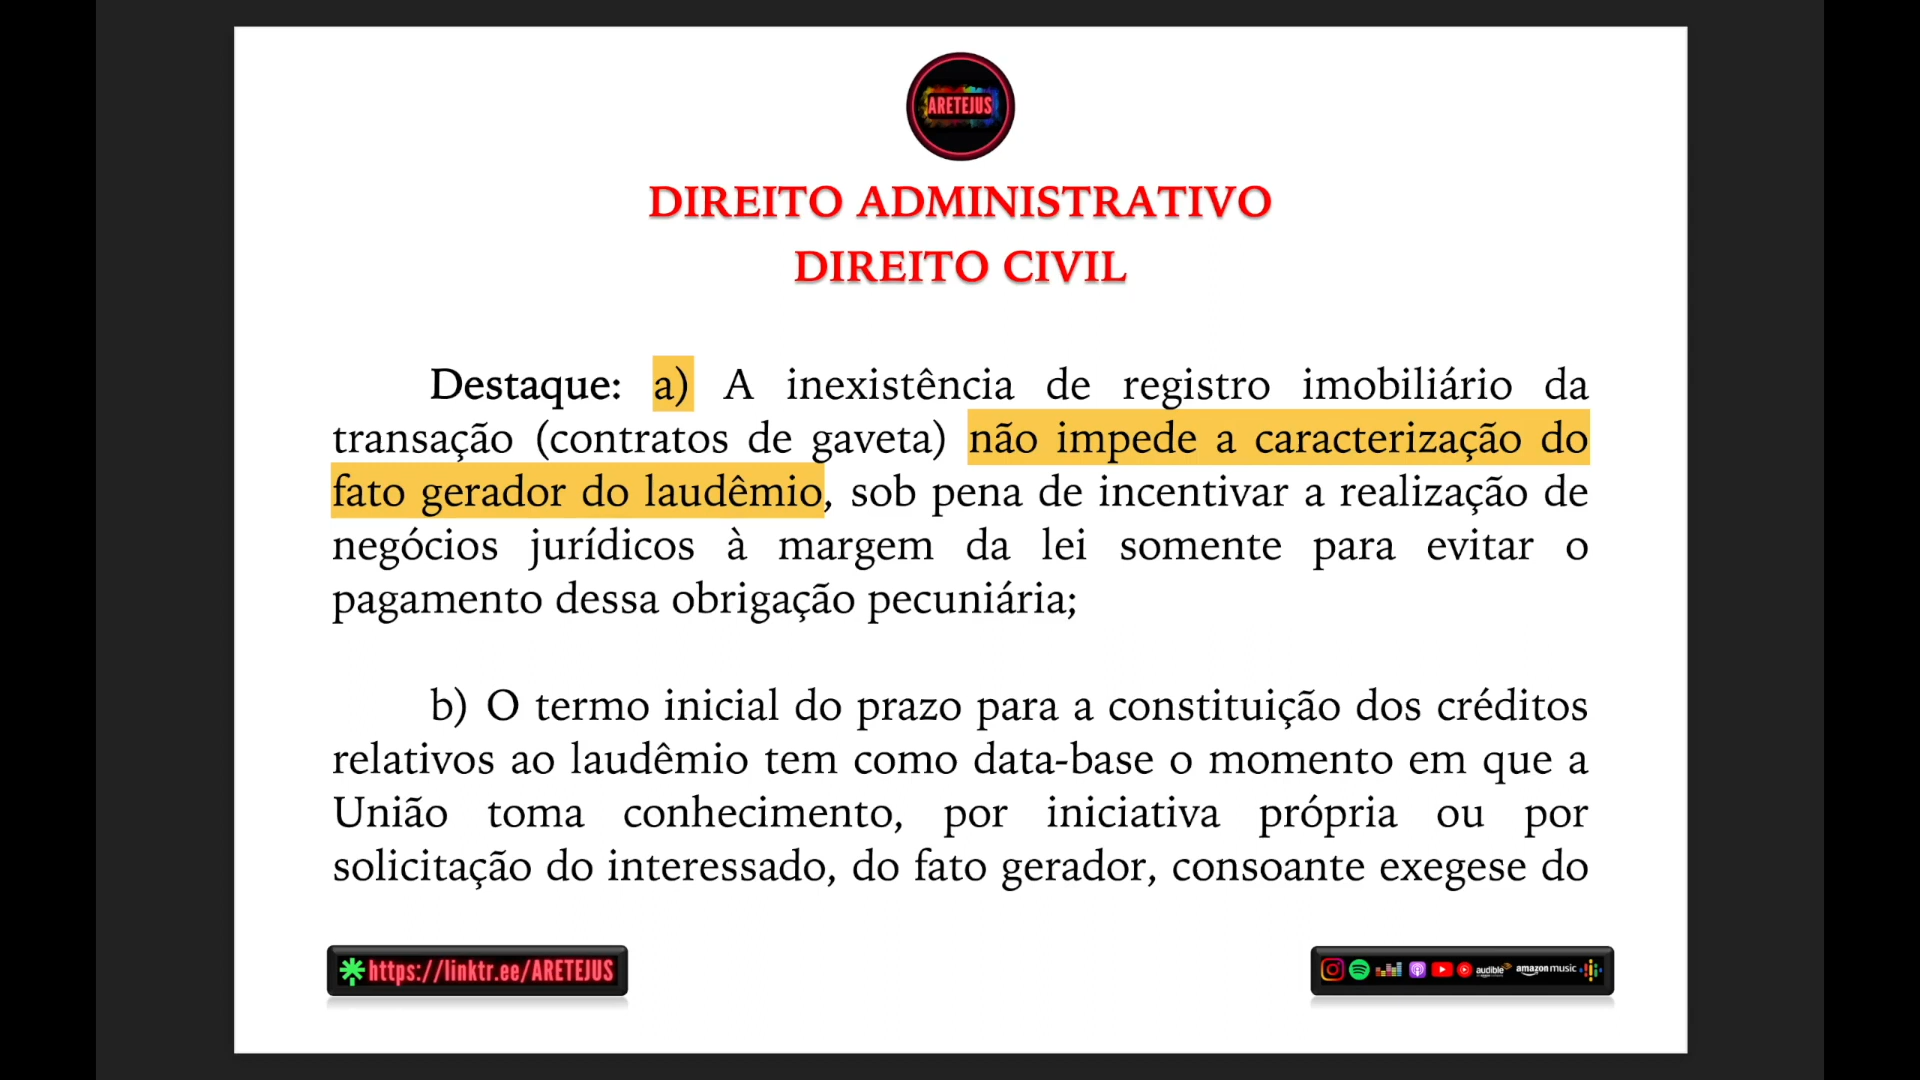 ARETEJUS
DIREITO ADMINISTRATIVO
DIREITO CIVIL
Destaque: a) A inexistência de registro imobiliário da
transação (contratos de gaveta) não impede a caracterização do
fato gerador do laudêmio, sob pena de incentivar a realização de
negócios jurídicos à margem da lei somente para evitar o
pagamento dessa obrigação pecuniária;
b) O termo inicial do prazo para a constituição dos créditos
relativos ao laudêmio tem como data-base o momento em que a
União toma conhecimento, por iniciativa própria ou por
solicitação do interessado, do fato gerador, consoante exegese do
https://linktr.ee/ARETEJUS
audible amazon music